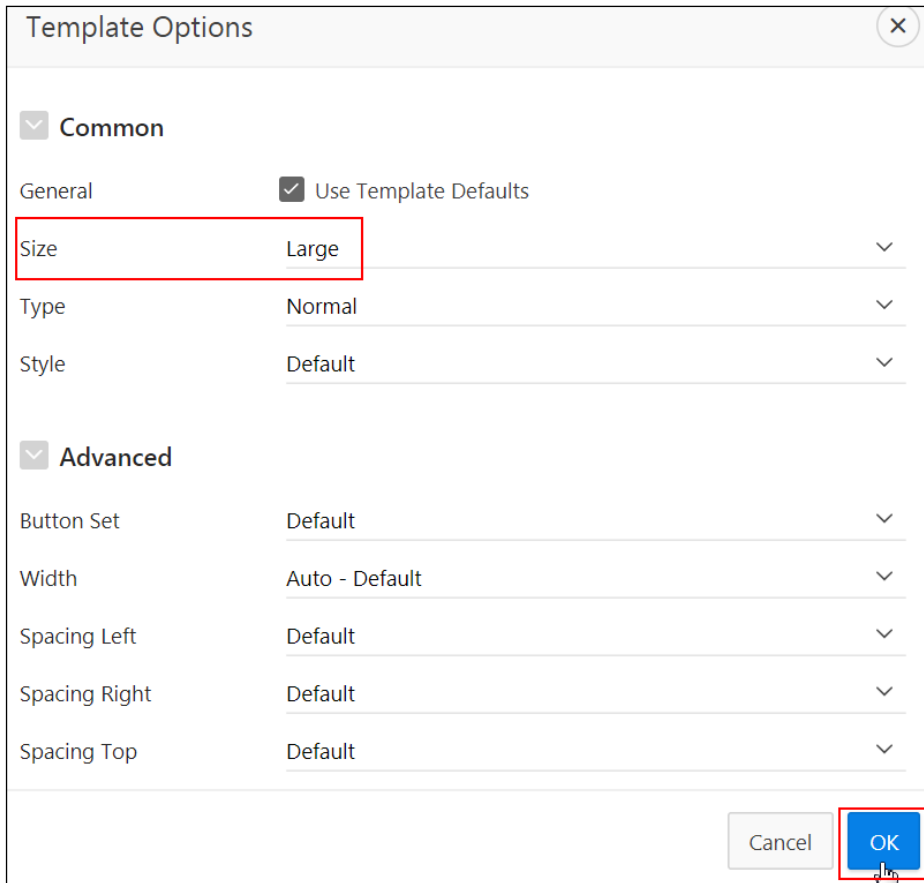 Template Options
Common
General Use Template Defaults
Size Large
Type Normal
Style Default
Advanced
Button Set Default
Width Auto - Default
Spacing Left Default
Spacing Right Default
Spacing Top Default
Cancel OK